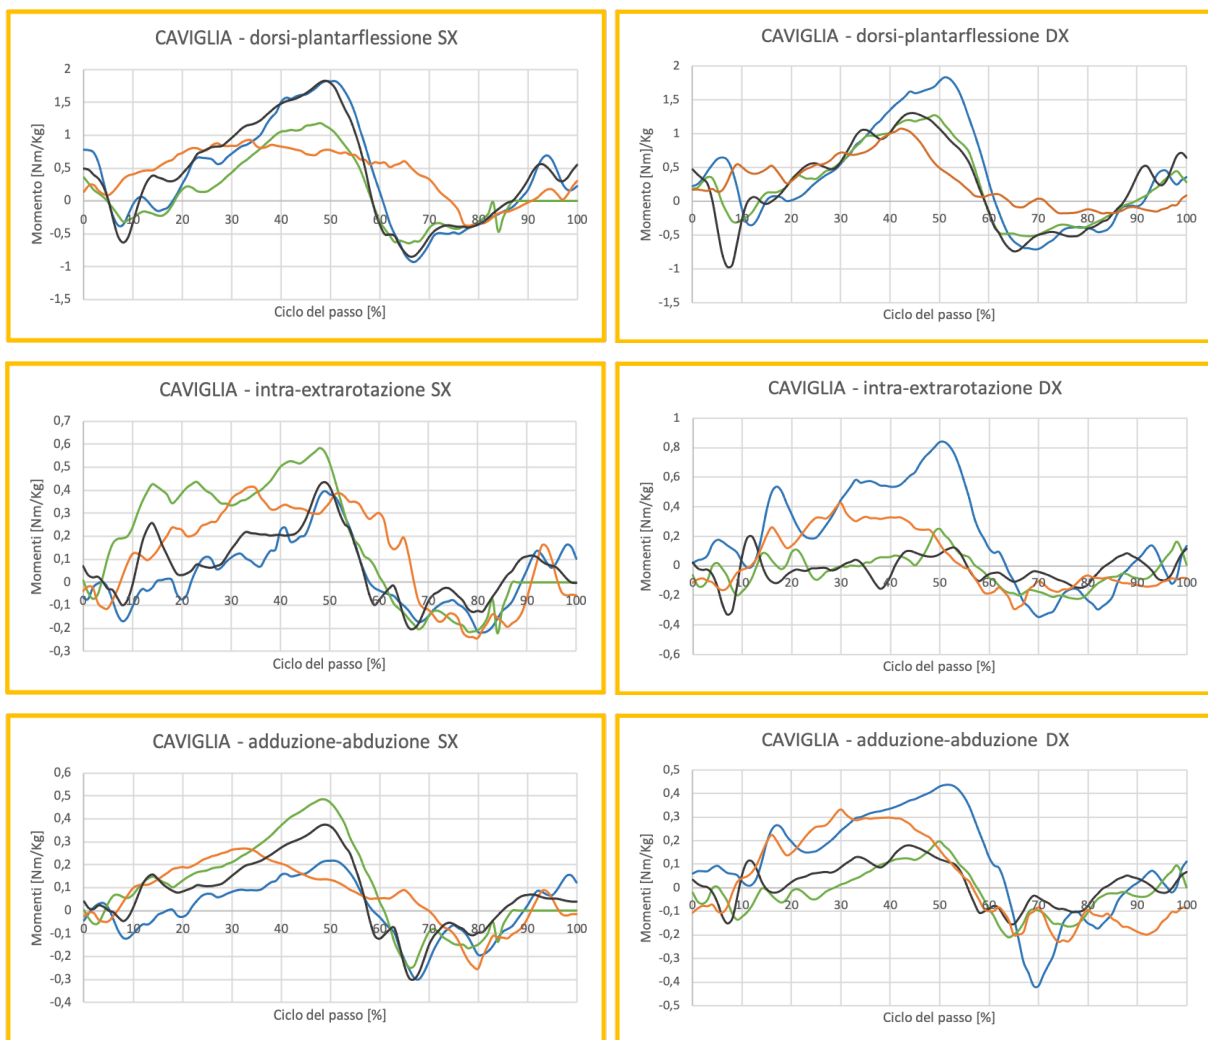 CAVIGLIA - dorsi-plantarflessione SX
2
1,5
1
0,5
0
-0,5
-1
-1,5
0 10 20 30 40 50 60 70 80 90 100
Momento [Nm/Kg]
Ciclo del passo [%]
CAVIGLIA - dorsi-plantarflessione DX
2
1,5
1
0,5
0
-0,5
-1
-1,5
0 10 20 30 40 50 60 70 80 90 100
Momento [Nm]/Kg
Ciclo del passo [%]
CAVIGLIA - intra-extrarotazione SX
0,7
0,6
0,5
0,4
0,3
0,2
0,1
0
-0,1
-0,2
-0,3
0 10 20 30 40 50 60 70 80 90 100
Momenti [Nm/Kg]
Ciclo del passo [%]
CAVIGLIA - intra-extrarotazione DX
1
0,8
0,6
0,4
0,2
0
-0,2
-0,4
-0,6
0 10 20 30 40 50 60 70 80 90 100
Momenti [Nm/Kg]
Ciclo del passo [%]
CAVIGLIA - adduzione-abduzione SX
0,6
0,5
0,4
0,3
0,2
0,1
0
-0,1
-0,2
-0,3
-0,4
0 10 20 30 40 50 60 70 80 90 100
Momenti [Nm/Kg]
Ciclo del passo [%]
CAVIGLIA - adduzione-abduzione DX
0,5
0,4
0,3
0,2
0,1
0
-0,1
-0,2
-0,3
-0,4
-0,5
0 10 20 30 40 50 60 70 80 90 100
Momenti [Nm/Kg]
Ciclo del passo [%]